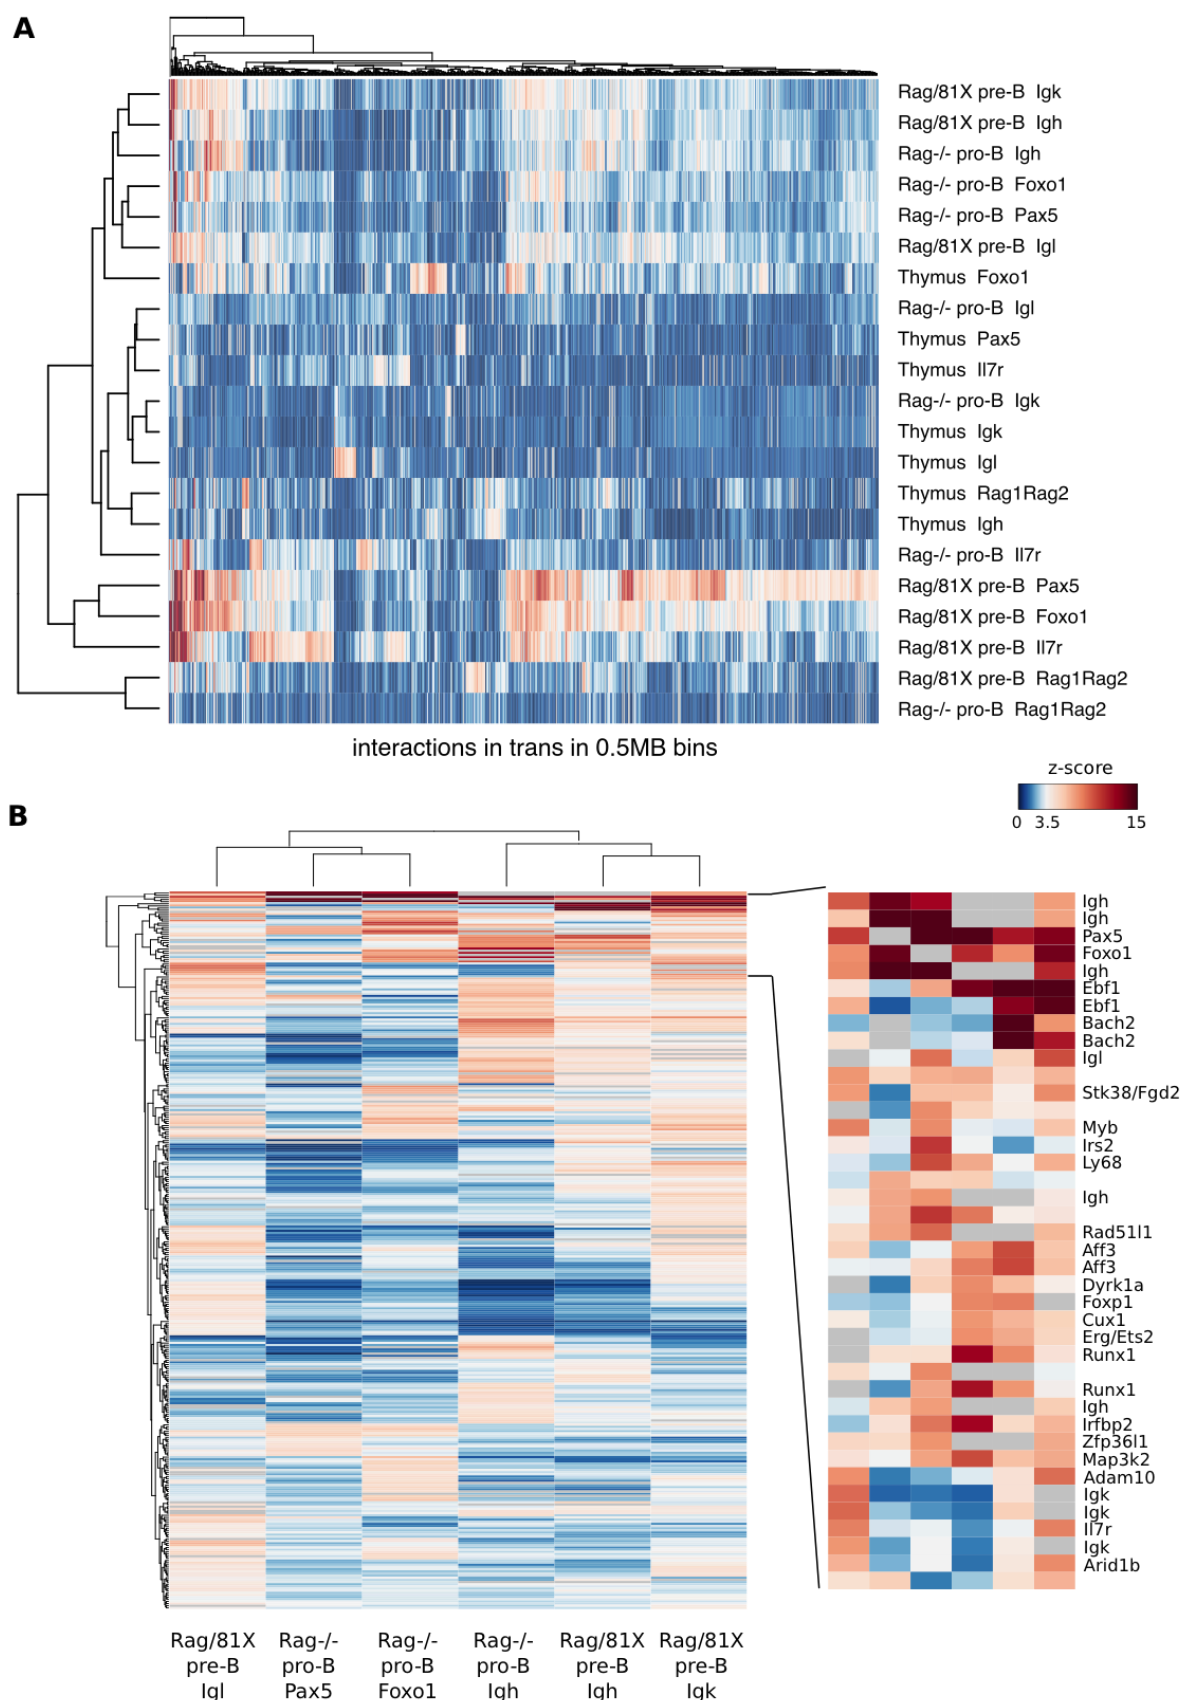 A
Rag/81X pre-B Igk
Rag/81X pre-B Igh
Rag-/- pro-B Igh
Rag-/- pro-B Foxo1
Rag-/- pro-B Pax5
Rag/81X pre-B Igl
Thymus Foxo1
Rag-/- pro-B Igl
Thymus Pax5
Thymus Il7r
Rag-/- pro-B Igk
Thymus Igk
Thymus Igl
Thymus Rag1Rag2
Thymus Igh
Rag-/- pro-B Il7r
Rag/81X pre-B Pax5
Rag/81X pre-B Foxo1
Rag/81X pre-B Il7r
Rag/81X pre-B Rag1Rag2
Rag-/- pro-B Rag1Rag2
interactions in trans in 0.5MB bins
z-score
0 3.5 15
B
Igh
Igh
Pax5
Foxo1
Igh
Ebf1
Ebf1
Bach2
Bach2
Igl
Stk38/Fgd2
Myb
Irs2
Ly68
Igh
Rad51l1
Aff3
Aff3
Dyrk1a
Foxp1
Cux1
Erg/Ets2
Runx1
Runx1
Igh
Irfbp2
Zfp36l1
Map3k2
Adam10
Igk
Igk
Il7r
Igk
Arid1b
Rag/81X Rag-/- Rag-/- Rag-/- Rag/81X Rag/81X
pre-B pro-B pro-B pro-B pre-B pre-B
Igl Pax5 Foxo1 Igh Igh Igk